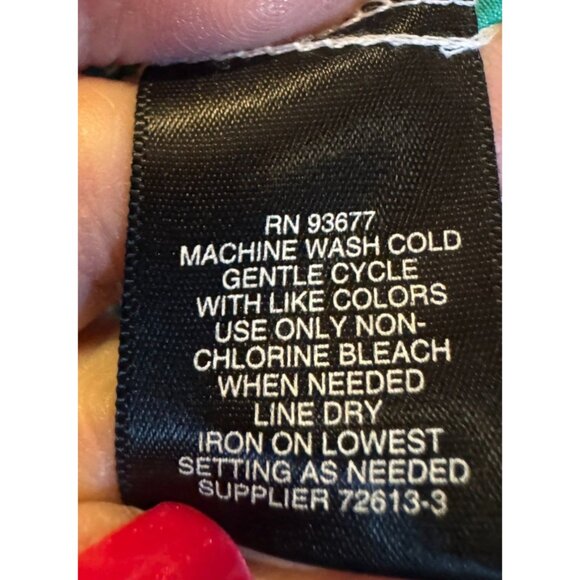 RN 93677
MACHINE WASH COLD
GENTLE CYCLE
WITH LIKE COLORS
USE ONLY NON-
CHLORINE BLEACH
WHEN NEEDED
LINE DRY
IRON ON LOWEST
SETTING AS NEEDED
SUPPLIER 72613-3